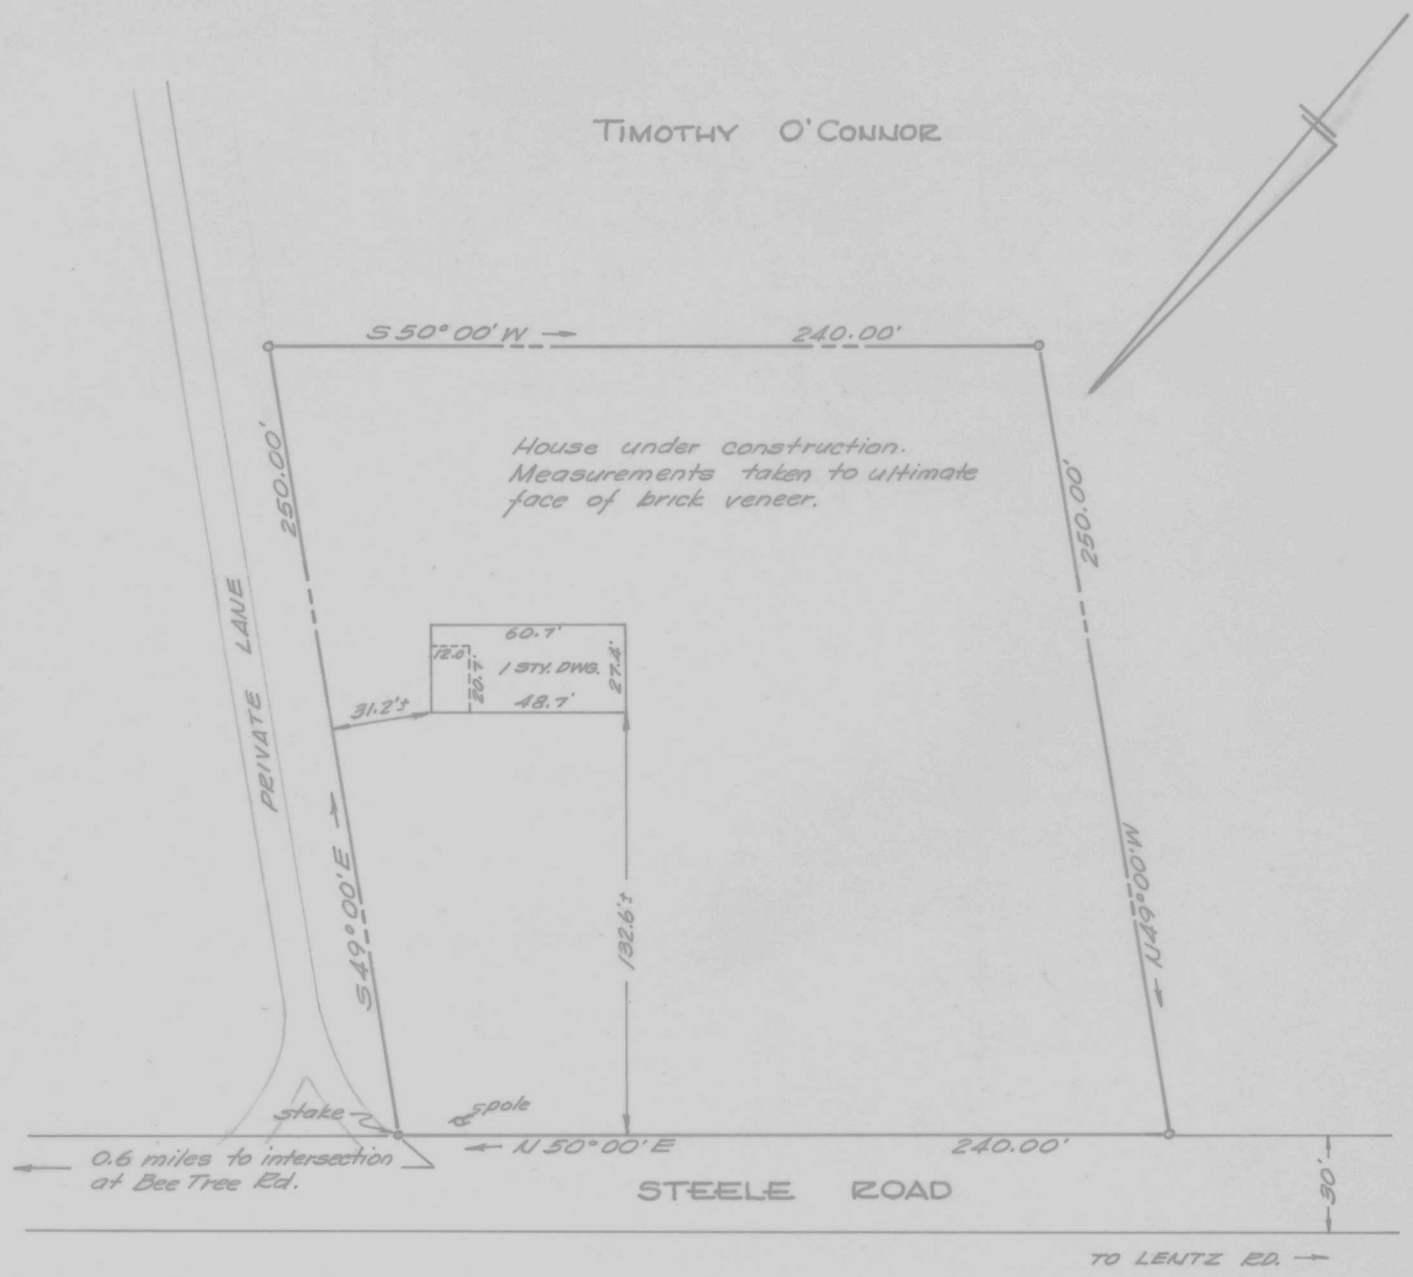 TIMOTHY O'CONNOR
S 50° 00' W
240.00'
250.00'
House under construction.
Measurements taken to ultimate
face of brick veneer.
250.00'
PRIVATE LANE
60.7'
12.0'
20.7'
1 STY. DWG.
27.4'
48.7'
31.2'±
S 49° 00' E
132.6'±
N 49° 00' W
stake
pole
N 50° 00' E
240.00'
0.6 miles to intersection
at Bee Tree Rd.
STEELE ROAD
30'
TO LENTZ RD.